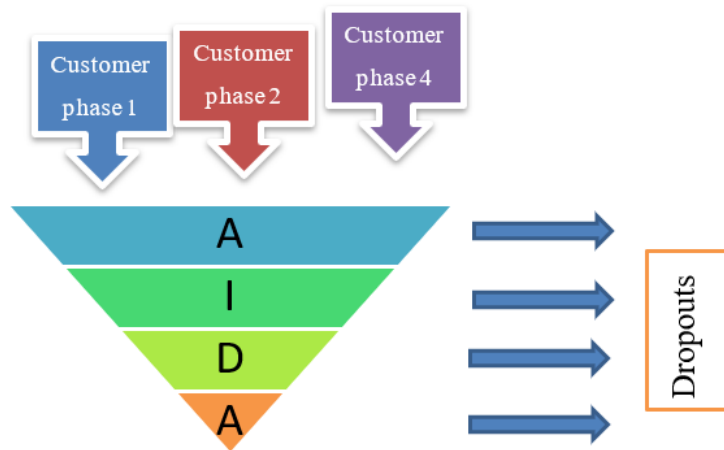 Customer
phase 1
Customer
phase 2
Customer
phase 4
A
I
D
A
Dropouts